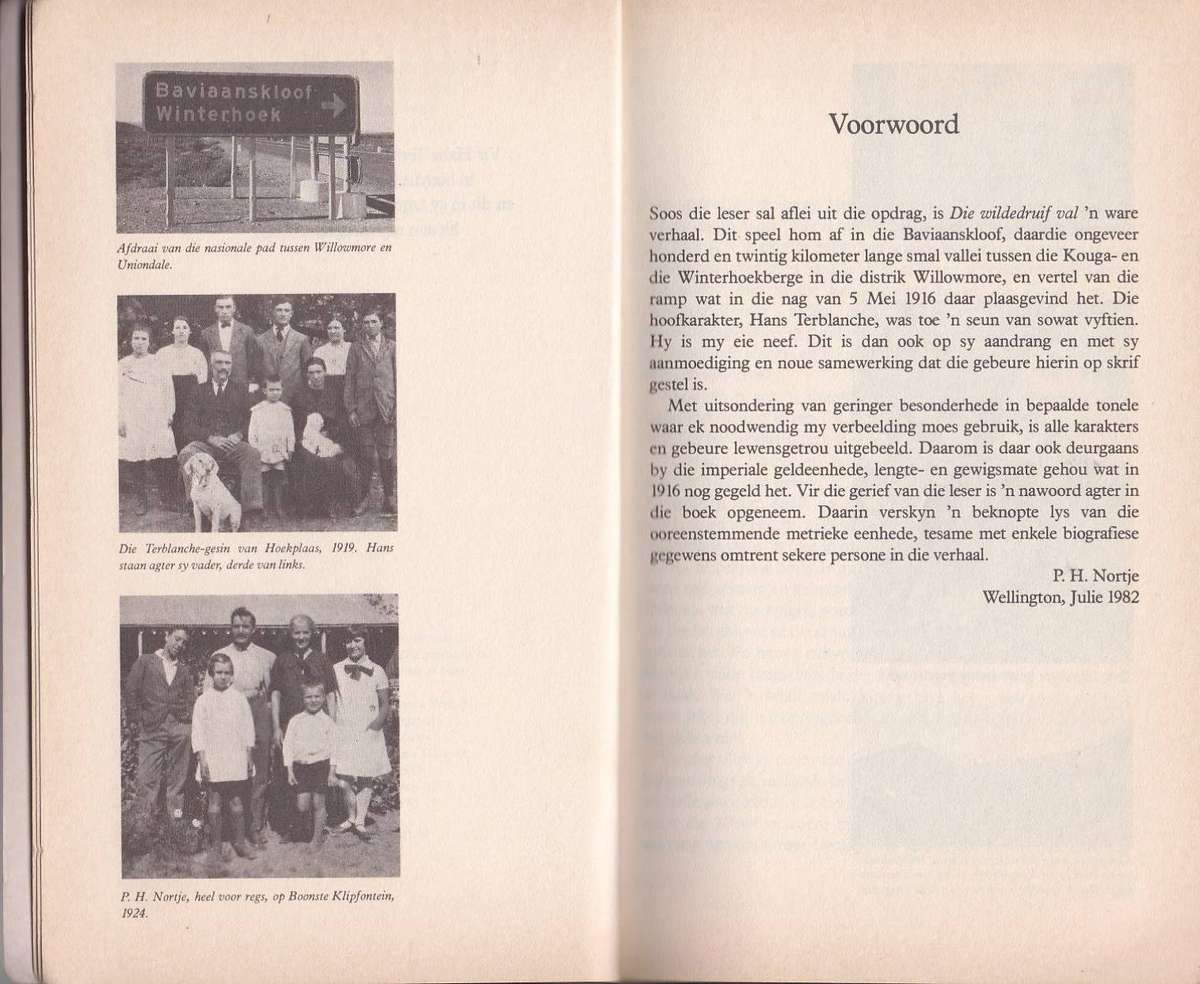 Baviaanskloof
Winterhoek
Afdraai van die nasionale pad tussen Willowmore en
Uniondale.
Die Terblanche-gesin van Hoekplaas, 1919. Hans
staan agter sy vader, derde van links.
P. H. Nortje, heel voor regs, op Boonste Klipfontein,
1924.
Voorwoord
Soos die leser sal aflei uit die opdrag, is Die wildedruif val 'n ware
verhaal. Dit speel hom af in die Baviaanskloof, daardie ongeveer
honderd en twintig kilometer lange smal vallei tussen die Kouga- en
die Winterhoekberge in die distrik Willowmore, en vertel van die
ramp wat in die nag van 5 Mei 1916 daar plaasgevind het. Die
hoofkarakter, Hans Terblanche, was toe 'n seun van sowat vyftien.
Hy is my eie neef. Dit is dan ook op sy aandrang en met sy
aanmoediging en noue samewerking dat die gebeure hierin op skrif
gestel is.
Met uitsondering van geringer besonderhede in bepaalde tonele
waar ek noodwendig my verbeelding moes gebruik, is alle karakters
en gebeure lewensgetrou uitgebeeld. Daarom is daar ook deurgaans
by die imperiale geldeenhede, lengte- en gewigsmate gehou wat in
1916 nog gegeld het. Vir die gerief van die leser is 'n nawoord agter in
die boek opgeneem. Daarin verskyn 'n beknopte lys van die
ooreenstemmende metrieke eenhede, tesame met enkele biografiese
gegewens omtrent sekere persone in die verhaal.
P. H. Nortje
Wellington, Julie 1982